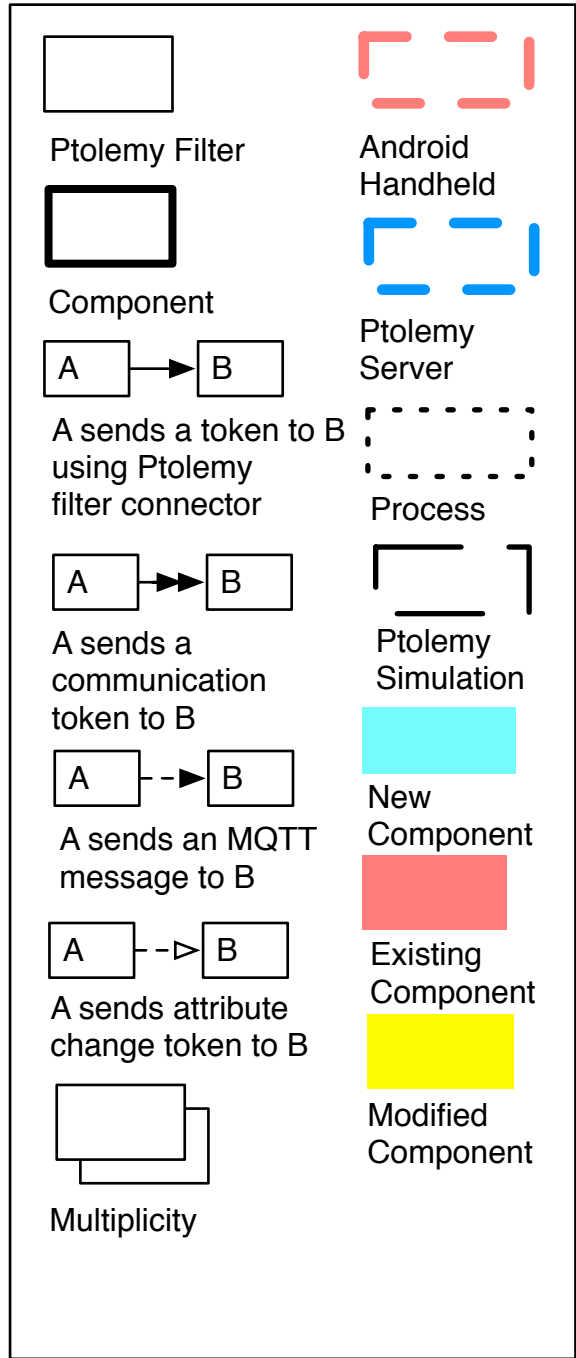 Ptolemy Filter
Component
A
B
A sends a token to B
using Ptolemy
filter connector
A
B
A sends a
communication
token to B
A
B
A sends an MQTT
message to B
A
B
A sends attribute
change token to B
Multiplicity
Android
Handheld
Ptolemy
Server
Process
Ptolemy
Simulation
New
Component
Existing
Component
Modified
Component